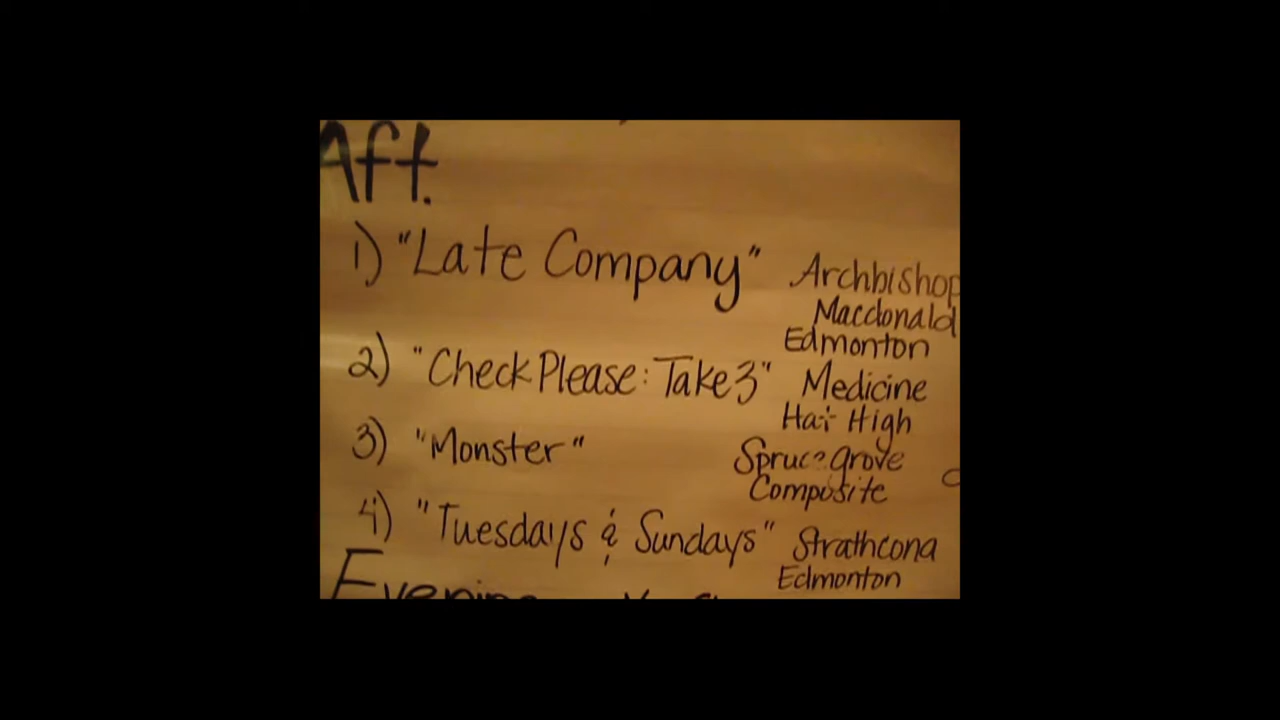 Aft.
1) "Late Company" Archbishop
Macdonald
Edmonton
2) "Check Please: Take 3" Medicine
Hat High
3) "Monster" Spruce grove
Composite
4) "Tuesdays & Sundays" Strathcona
Edmonton
Evening